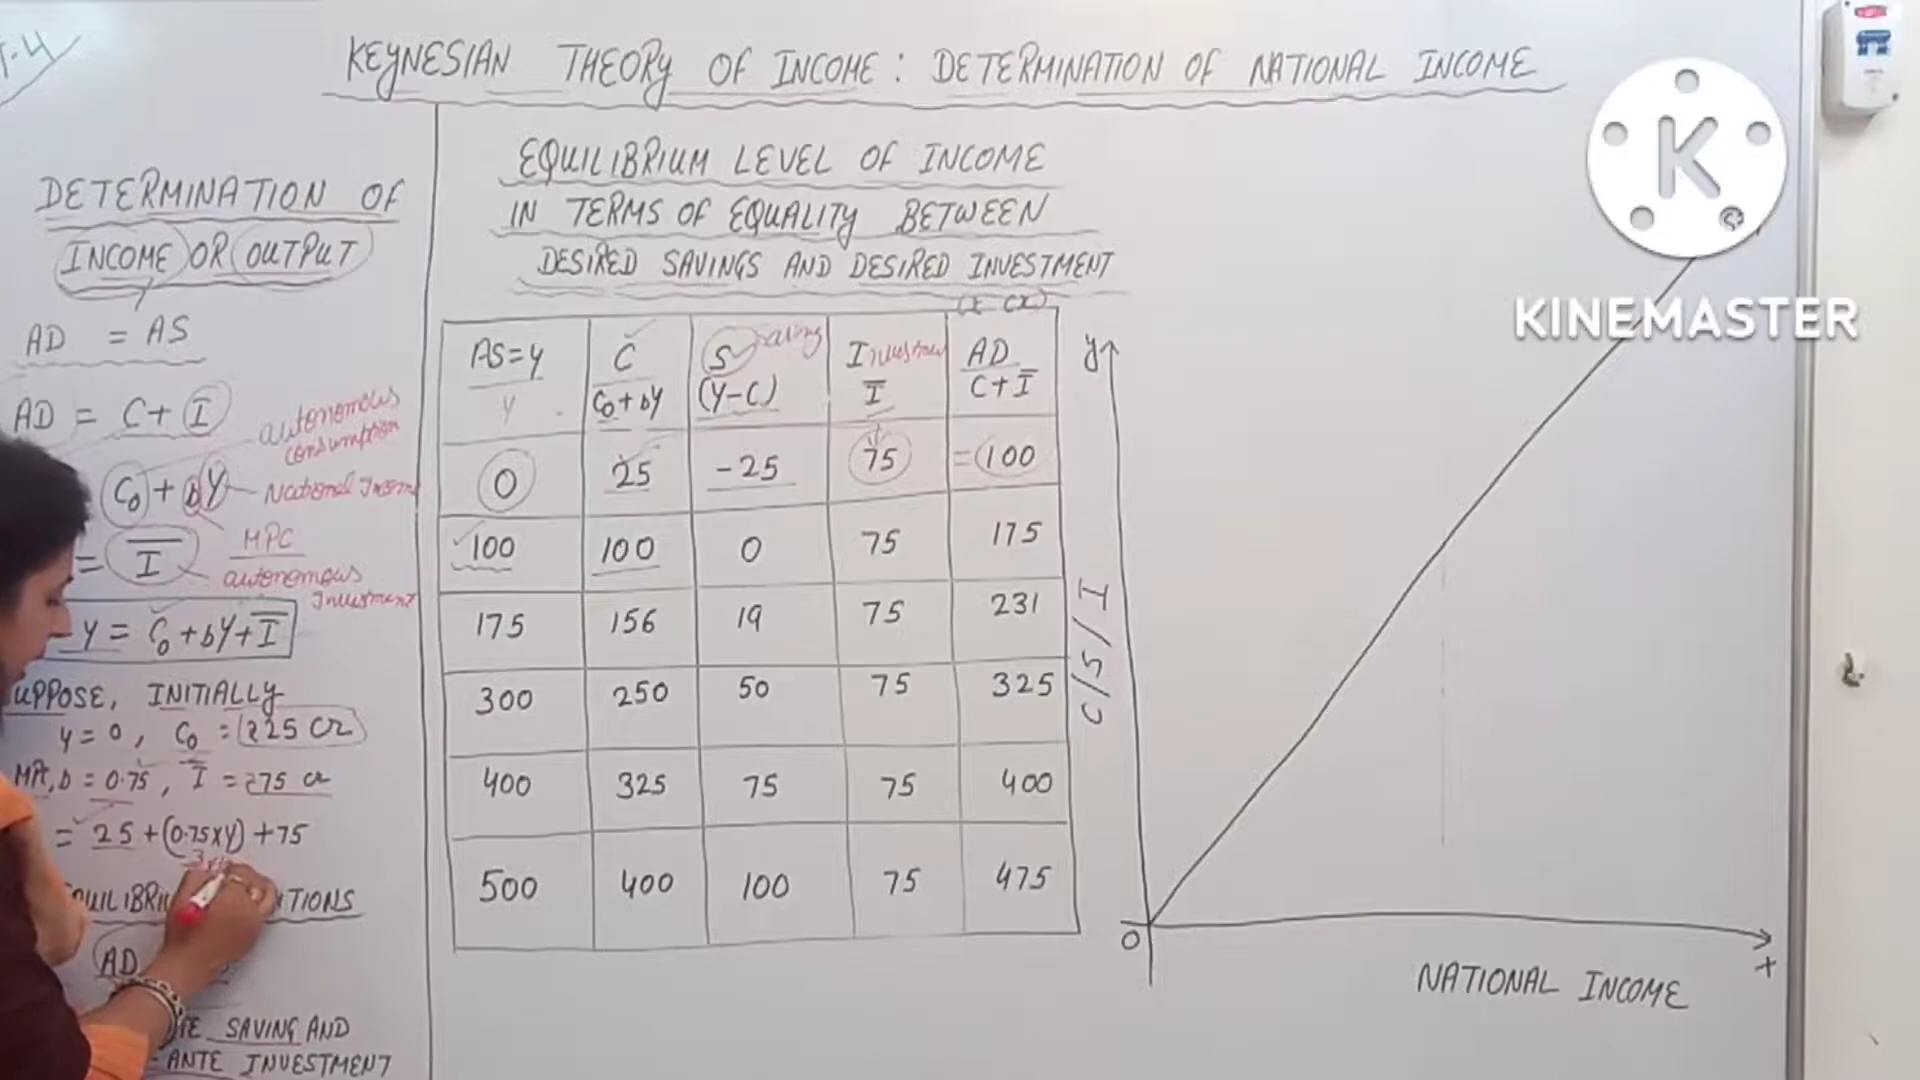 KEYNESIAN THEORY OF INCOME : DETERMINATION OF NATIONAL INCOME
DETERMINATION OF
INCOME OR OUTPUT
AD = AS
AD = C + I̅
autonomous
consumption
C₀ + bY
National Income
= I̅
MPC
autonomous
Investment
Y = C₀ + bY + I̅
UPPOSE, INITIALLY
Y = 0, C₀ = ₹25 CR
MPC, b = 0.75, I̅ = ₹75 CR
= 25 + (0.75xY) + 75
AD
SAVING AND
-ANTE INVESTMENT
EQUILIBRIUM LEVEL OF INCOME
IN TERMS OF EQUALITY BETWEEN
DESIRED SAVINGS AND DESIRED INVESTMENT
AS=Y C S Saving Investment AD
Y C₀+bY (Y-C) I̅ C+I̅
0 25 -25 75 =100
100 100 0 75 175
175 156 19 75 231
300 250 50 75 325
400 325 75 75 400
500 400 100 75 475
y
C/S/I
O
NATIONAL INCOME
K
KINEMASTER